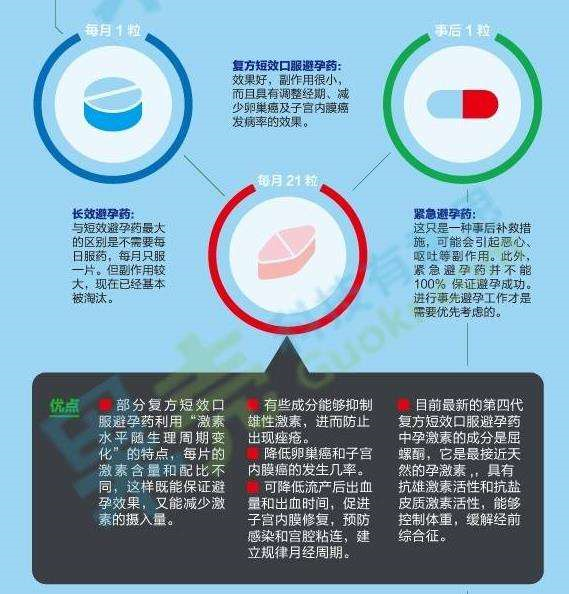 每月1粒
事后1粒
复方短效口服避孕药:
效果好，副作用很小，
而且具有调整经期、减
少卵巢癌及子宫内膜癌
发病率的效果。
每月21粒
长效避孕药:
与短效避孕药最大
的区别是不需要每
日服药，每月只服
一片。但副作用较
大，现在已经基本
被淘汰。
紧急避孕药:
这只是一种事后补救措
施，可能会引起恶心、
呕吐等副作用。此外，
紧急避孕药并不能
100% 保证避孕成功。
进行事先避孕工作才是
需要优先考虑的。
优点
部分复方短效口
服避孕药利用“激素
水平随生理周期变
化”的特点，每片的
激素含量和配比不
同，这样既能保证避
孕效果，又能减少激
素的摄入量。
有些成分能够抑制
雄性激素，进而防止
出现痤疮。
降低卵巢癌和子宫
内膜癌的发生几率。
可降低流产后出血
量和出血时间，促进
子宫内膜修复，预防
感染和宫腔粘连，建
立规律月经周期。
目前最新的第四代
复方短效口服避孕药
中孕激素的成分是屈
螺酮，它是最接近天
然的孕激素，，具有
抗雄激素活性和抗盐
皮质激素活性，能够
控制体重，缓解经前
综合征。
果壳 科技有意思
Guokr